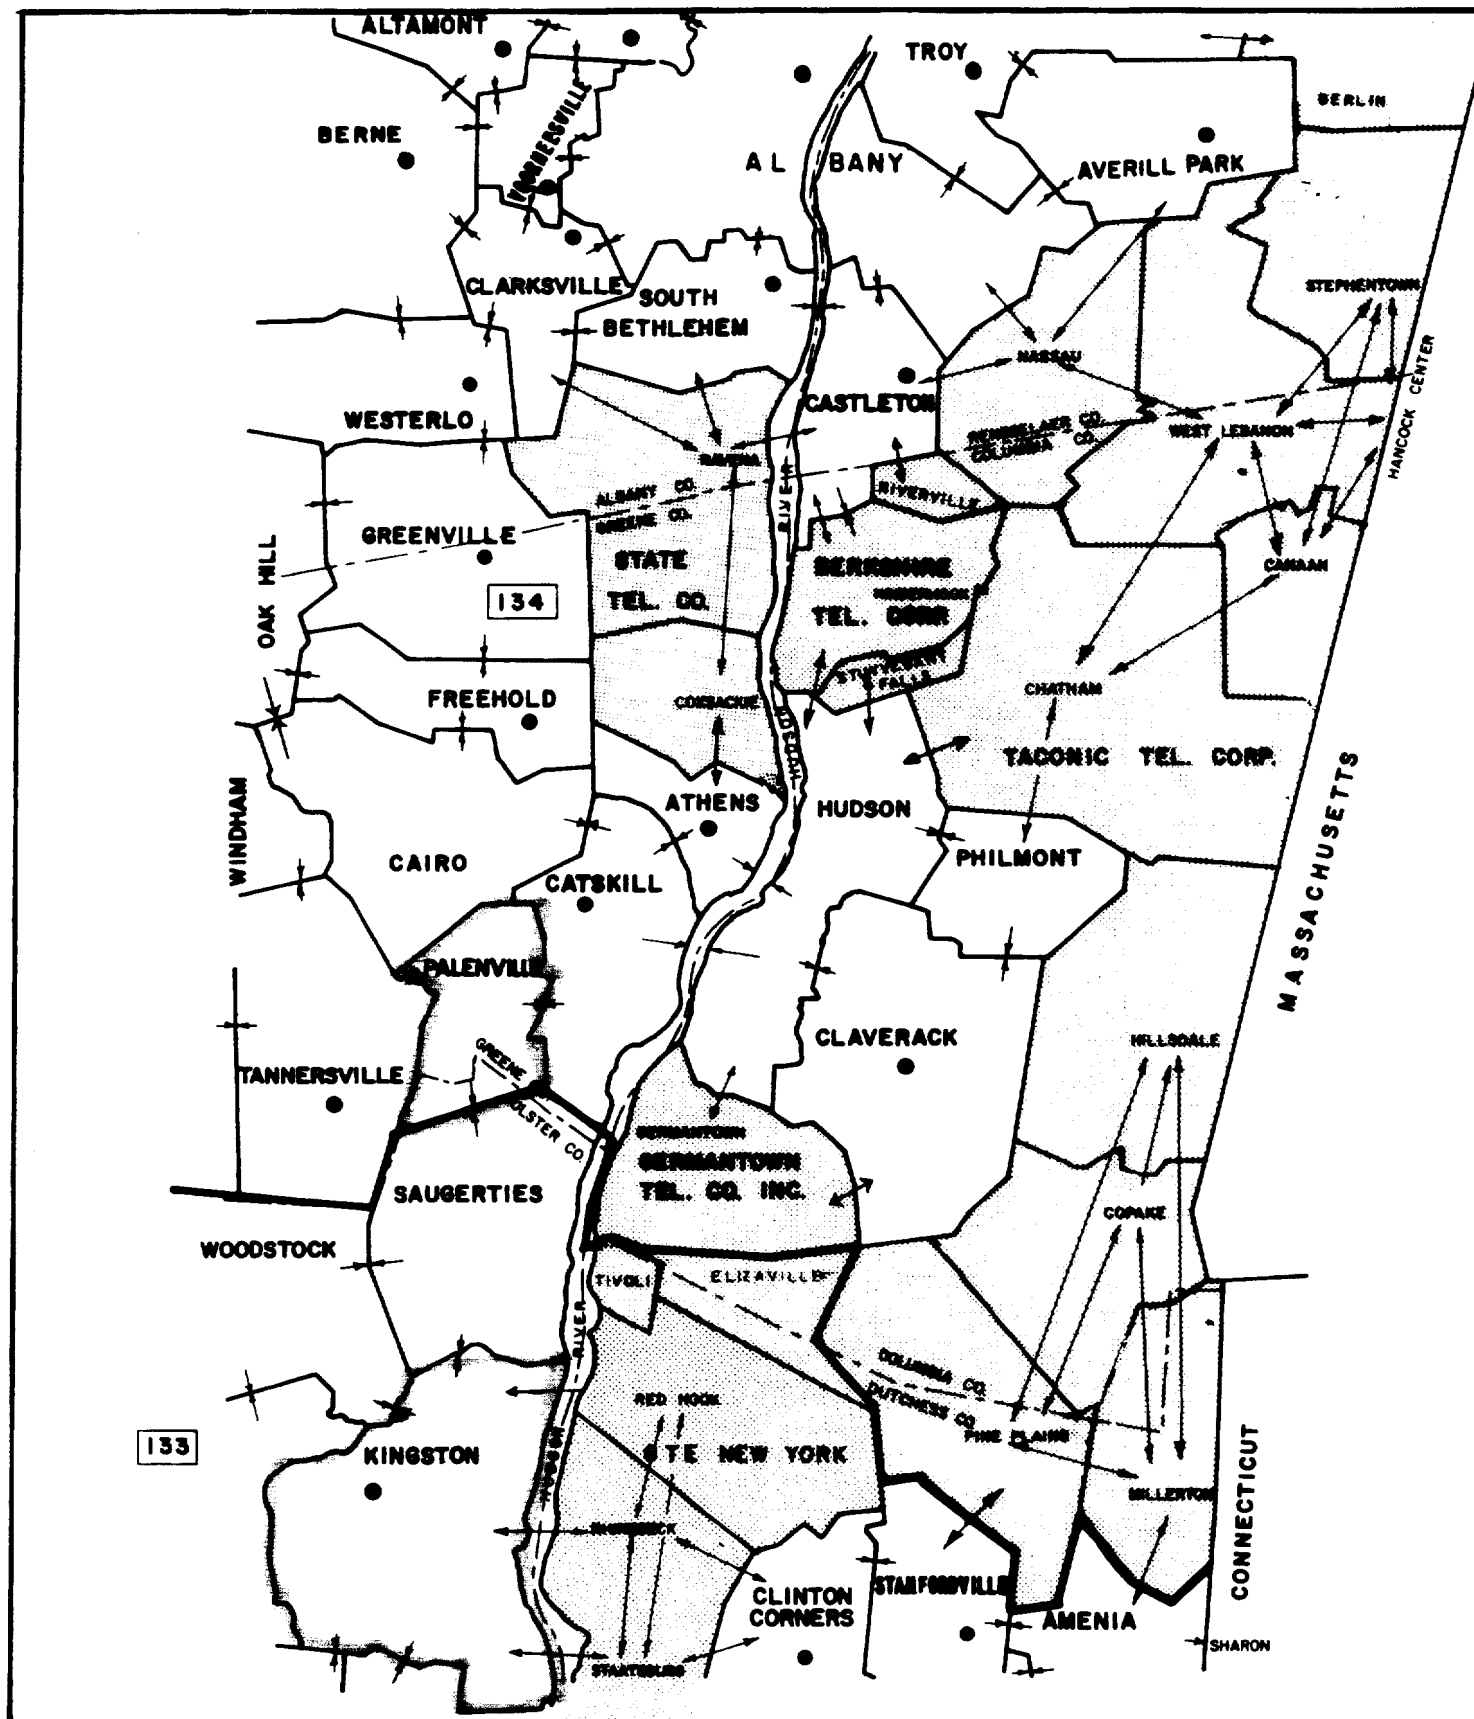 ALTAMONT
TROY
BERLIN
BERNE
VOORHEESVILLE
ALBANY
AVERILL PARK
CLARKSVILLE
SOUTH
BETHLEHEM
STEPHENTOWN
NASSAU
HANCOCK CENTER
WESTERLO
CASTLETON
RENSSELAER CO.
COLUMBIA CO.
WEST LEBANON
RAVENA
ALBANY CO.
GREENE CO.
RIVER
RIVERVILLE
GREENVILLE
OAK HILL
STATE
TEL. CO.
134
BERKSHIRE
TEL. CORP.
CANAAN
STUYVESANT
FALLS
FREEHOLD
COXSACKIE
HUDSON
CHATHAM
TACONIC TEL. CORP.
WINDHAM
ATHENS
HUDSON
MASSACHUSETTS
CAIRO
CATSKILL
PHILMONT
PALENVILLE
CLAVERACK
HILLSDALE
TANNERSVILLE
GREENE
ULSTER CO.
GERMANTOWN
GERMANTOWN
TEL. CO. INC.
SAUGERTIES
COPAKE
WOODSTOCK
TIVOLI
ELIZAVILLE
RIVER
COLUMBIA CO.
DUTCHESS CO.
RED HOOK
PINE PLAINS
133
KINGSTON
HUDSON
GTE NEW YORK
MILLERTON
CONNECTICUT
RHINEBECK
CLINTON
CORNERS
STANFORDVILLE
AMENIA
STAATSBURG
SHARON